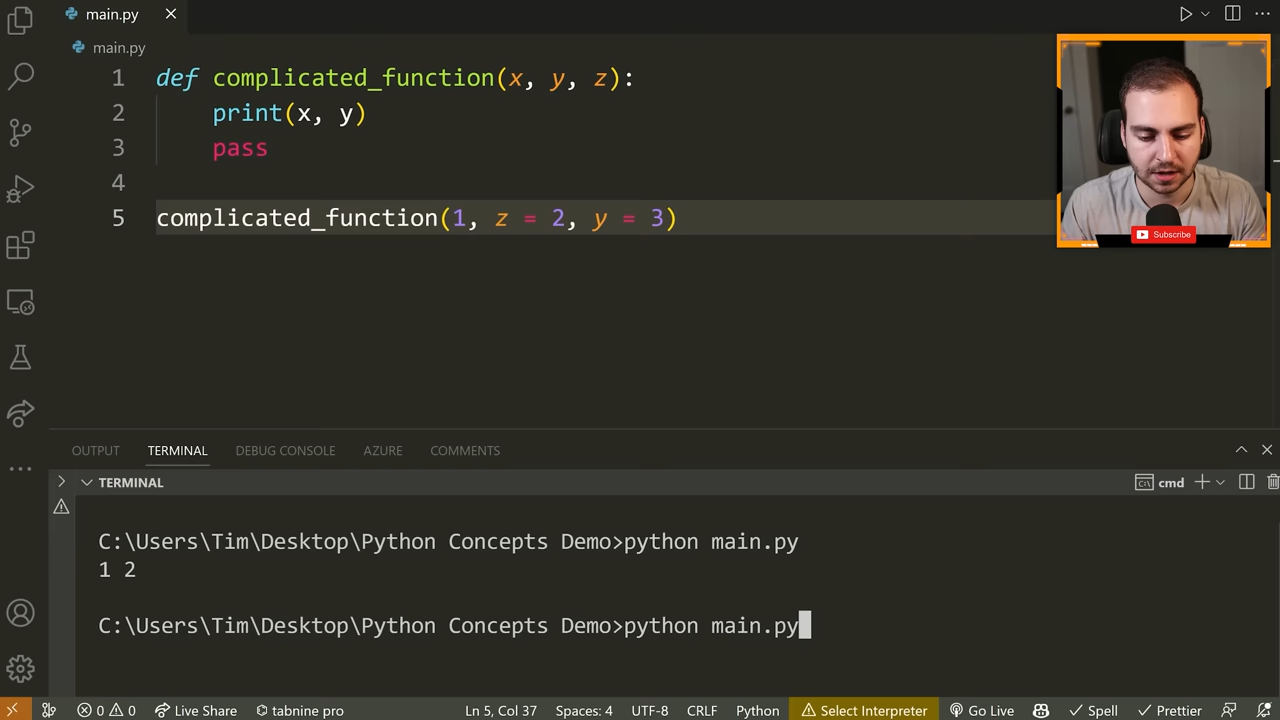 main.py
main.py
1 def complicated_function(x, y, z):
2 print(x, y)
3 pass
4
5 complicated_function(1, z = 2, y = 3)
Subscribe
OUTPUT TERMINAL DEBUG CONSOLE AZURE COMMENTS
TERMINAL cmd
C:\Users\Tim\Desktop\Python Concepts Demo>python main.py
1 2
C:\Users\Tim\Desktop\Python Concepts Demo>python main.py
0 0 Live Share tabnine pro Ln 5, Col 37 Spaces: 4 UTF-8 CRLF Python Select Interpreter Go Live Spell Prettier